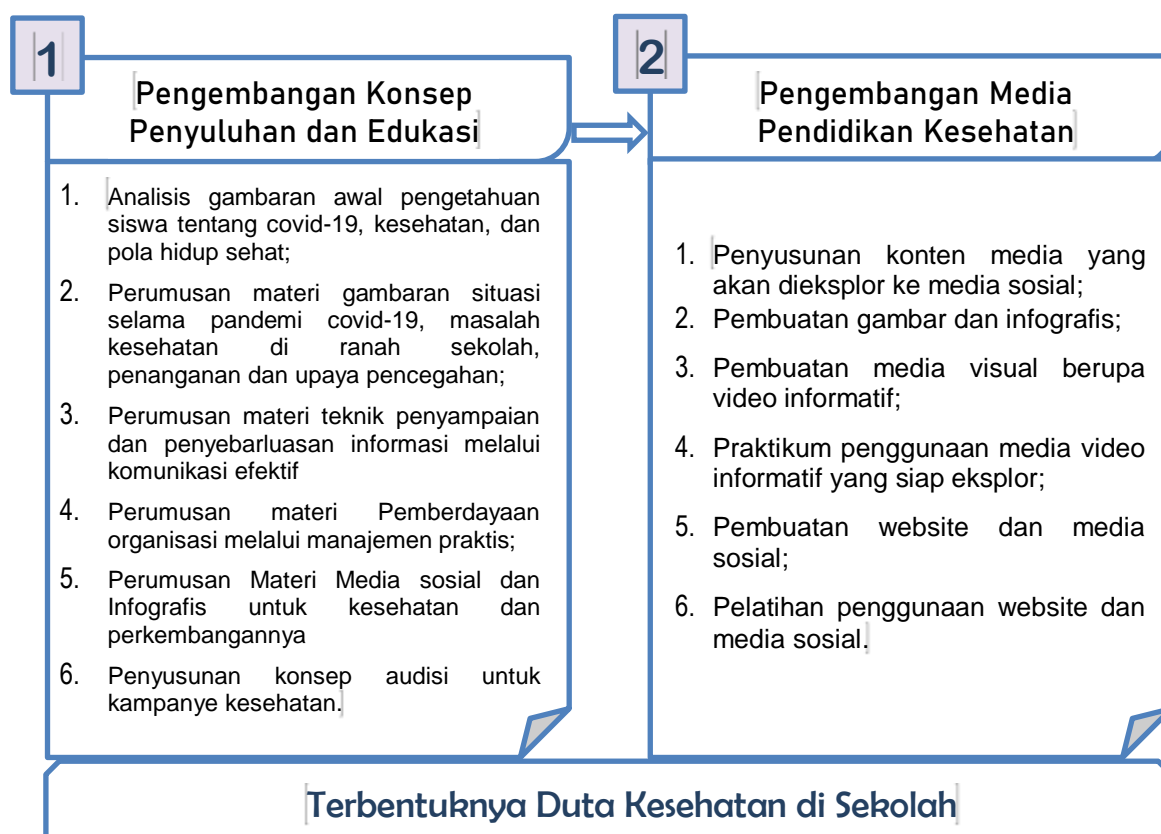 1
Pengembangan Konsep
Penyuluhan dan Edukasi
1. Analisis gambaran awal pengetahuan
siswa tentang covid-19, kesehatan, dan
pola hidup sehat;
2. Perumusan materi gambaran situasi
selama pandemi covid-19, masalah
kesehatan di ranah sekolah,
penanganan dan upaya pencegahan;
3. Perumusan materi teknik penyampaian
dan penyebarluasan informasi melalui
komunikasi efektif
4. Perumusan materi Pemberdayaan
organisasi melalui manajemen praktis;
5. Perumusan Materi Media sosial dan
Infografis untuk kesehatan dan
perkembangannya
6. Penyusunan konsep audisi untuk
kampanye kesehatan.
2
Pengembangan Media
Pendidikan Kesehatan
1. Penyusunan konten media yang
akan dieksplor ke media sosial;
2. Pembuatan gambar dan infografis;
3. Pembuatan media visual berupa
video informatif;
4. Praktikum penggunaan media video
informatif yang siap eksplor;
5. Pembuatan website dan media
sosial;
6. Pelatihan penggunaan website dan
media sosial.
Terbentuknya Duta Kesehatan di Sekolah